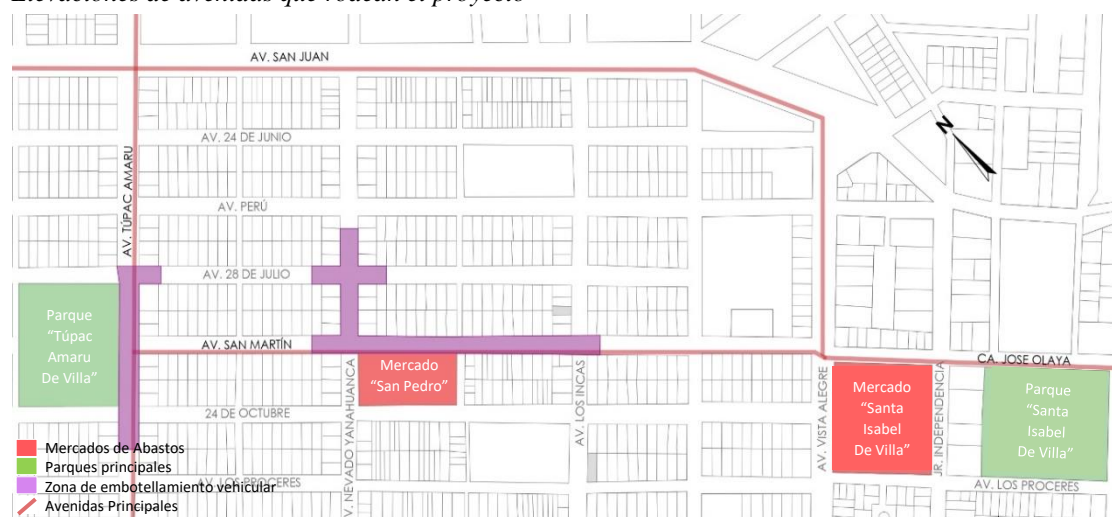 Elevaciones de avenidas que rodean el proyecto
AV. SAN JUAN
N
AV. 24 DE JUNIO
AV. TÚPAC AMARU
AV. PERÚ
AV. 28 DE JULIO
Parque
"Túpac
Amaru
De Villa"
AV. SAN MARTÍN
CA. JOSE OLAYA
Mercado
"San Pedro"
24 DE OCTUBRE
V. NEVADO YANAHUANCA
AV. LOS INCAS
AV. VISTA ALEGRE
Mercado
"Santa
Isabel
De Villa"
JR. INDEPENDENCIA
Parque
"Santa
Isabel
De Villa"
Mercados de Abastos
Parques principales
AV. LOS PROCERES
AV. LOS PROCERES
Zona de embotellamiento vehicular
Avenidas Principales